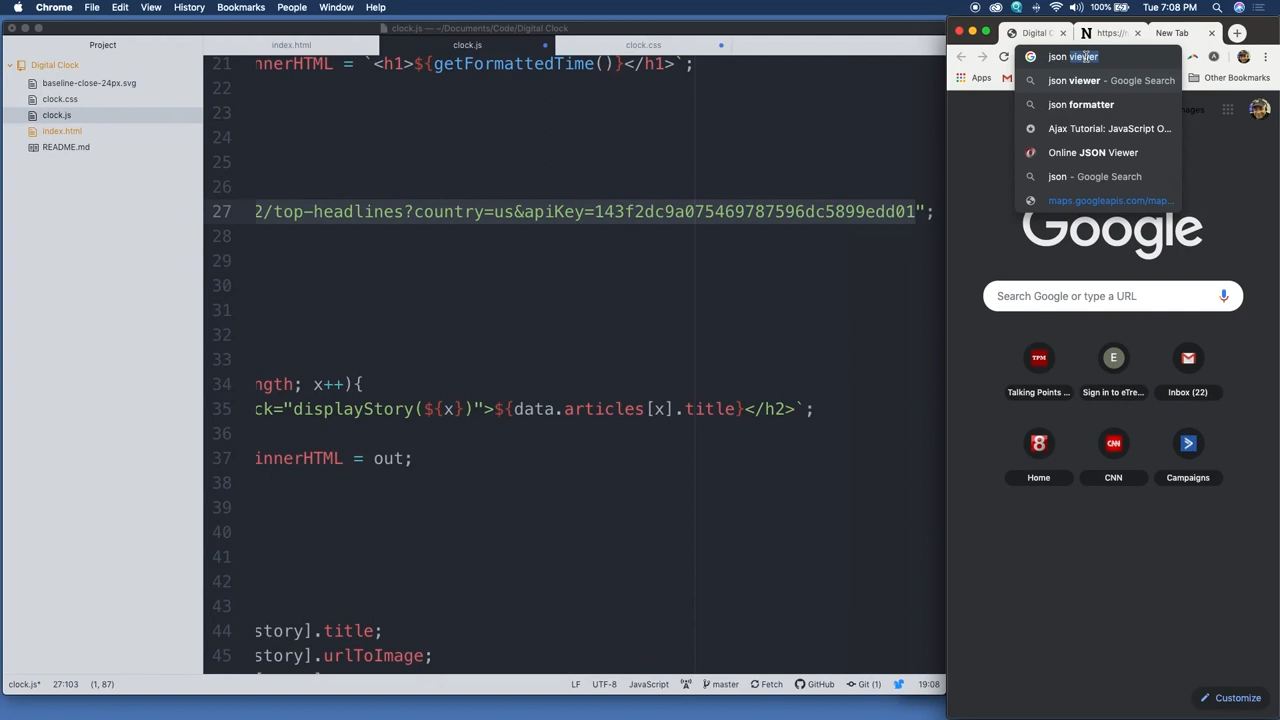 Chrome File Edit View History Bookmarks People Window Help
100% Tue 7:08 PM
clock.js — ~/Documents/Code/Digital Clock
Project
index.html clock.js clock.css
Digital Clock
baseline-close-24px.svg
clock.css
clock.js
index.html
README.md
21 nnerHTML = `<h1>${getFormattedTime()}</h1>`;
22
23
24
25
26
27 2/top-headlines?country=us&apiKey=143f2dc9a075469787596dc5899edd01";
28
29
30
31
32
33
34 ngth; x++){
35 ck="displayStory(${x})">${data.articles[x].title}</h2>`;
36
37 innerHTML = out;
38
39
40
41
42
43
44 story].title;
45 story].urlToImage;
clock.js* 27:103 (1, 87)
LF UTF-8 JavaScript master Fetch GitHub Git (1) 19:08
Digital C
https://n
New Tab
json viewer
Apps
Other Bookmarks
json viewer - Google Search
json formatter
Ajax Tutorial: JavaScript O...
Online JSON Viewer
json - Google Search
maps.googleapis.com/map...
Google
Search Google or type a URL
TPM
E
Talking Points ...
Sign in to eTre...
Inbox (22)
8
CNN
Home
CNN
Campaigns
Customize